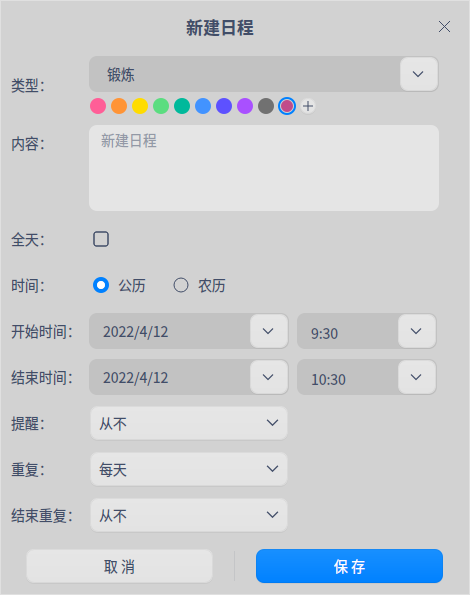 新建日程
类型：
锻炼
内容：
新建日程
全天：
时间：
公历
农历
开始时间：
2022/4/12
9:30
结束时间：
2022/4/12
10:30
提醒：
从不
重复：
每天
结束重复：
从不
取消
保存